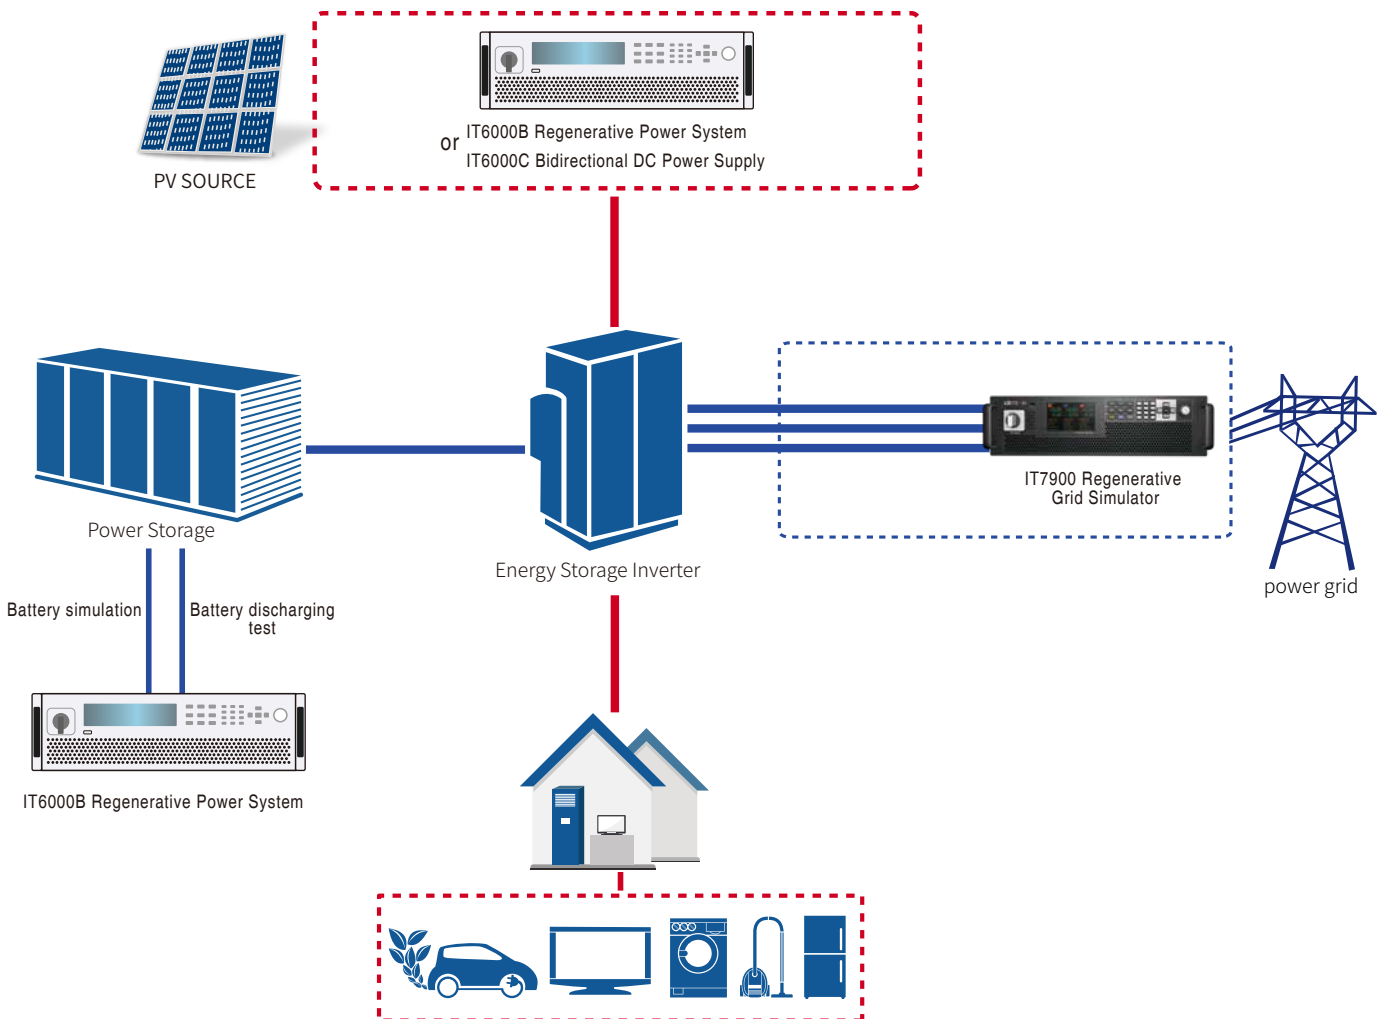 PV SOURCE
or
IT6000B Regenerative Power System
IT6000C Bidirectional DC Power Supply
IT7900 Regenerative
Grid Simulator
Power Storage
Energy Storage Inverter
power grid
Battery simulation
Battery discharging
test
IT6000B Regenerative Power System